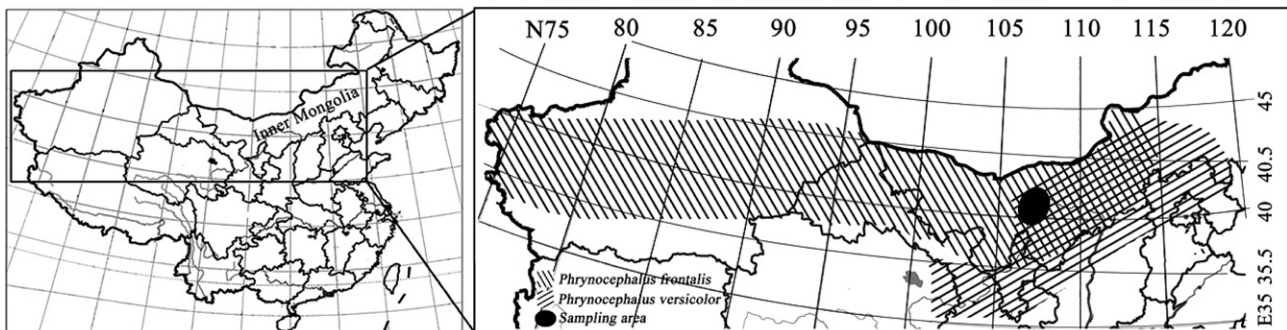 Inner Mongolia
N75 80 85 90 95 100 105 110 115 120
45
40.5
40
35.5
E35
Phrynocephalus frontalis
Phrynocephalus versicolor
Sampling area